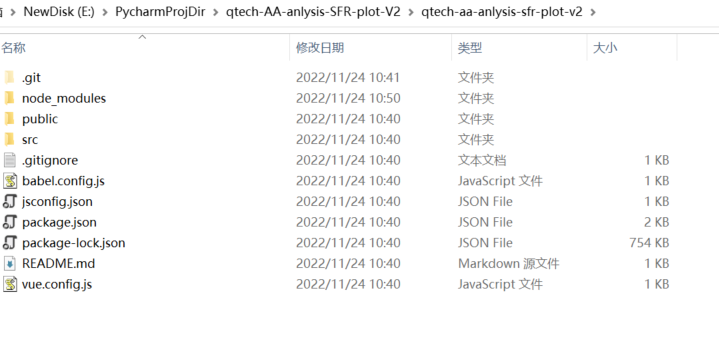 NewDisk (E:) > PycharmProjDir > qtech-AA-anlysis-SFR-plot-V2 > qtech-aa-anlysis-sfr-plot-v2 >
名称 修改日期 类型 大小
.git 2022/11/24 10:41 文件夹
node_modules 2022/11/24 10:50 文件夹
public 2022/11/24 10:40 文件夹
src 2022/11/24 10:40 文件夹
.gitignore 2022/11/24 10:40 文本文档 1 KB
babel.config.js 2022/11/24 10:40 JavaScript 文件 1 KB
jsconfig.json 2022/11/24 10:40 JSON File 1 KB
package.json 2022/11/24 10:40 JSON File 2 KB
package-lock.json 2022/11/24 10:40 JSON File 754 KB
README.md 2022/11/24 10:40 Markdown 源文件 1 KB
vue.config.js 2022/11/24 10:40 JavaScript 文件 1 KB